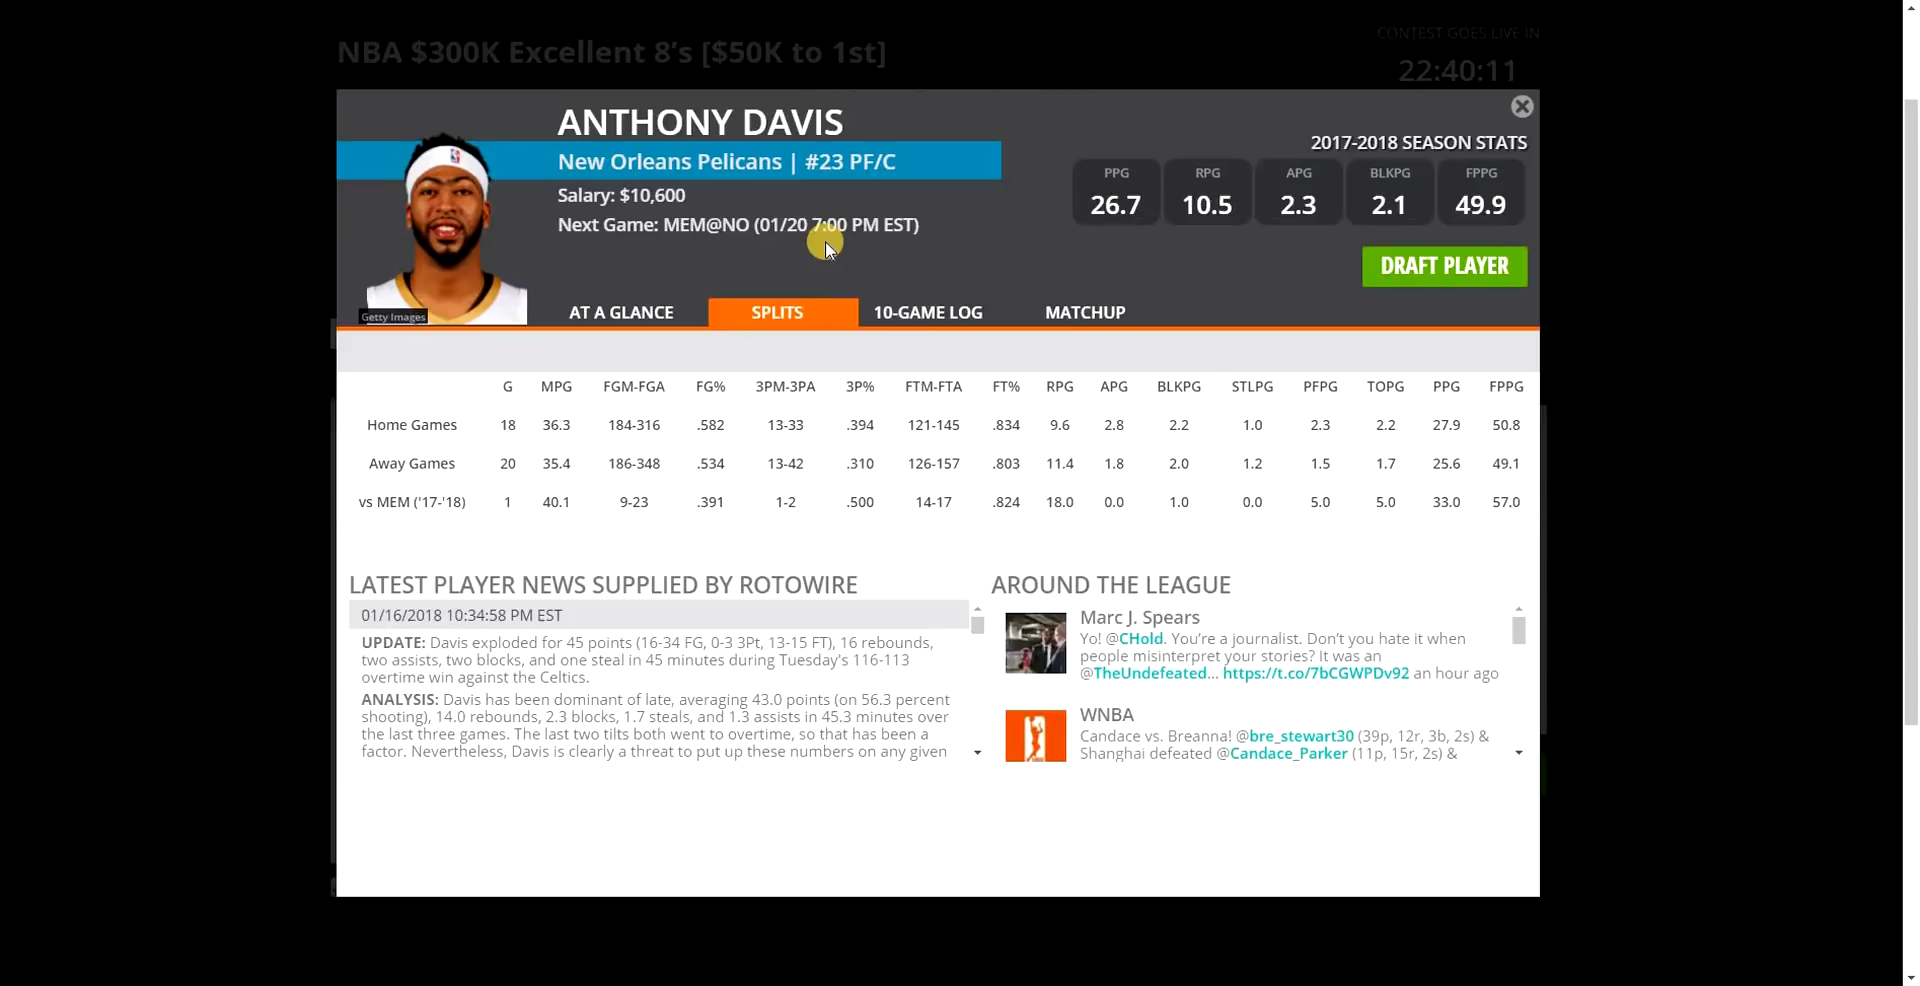 NBA $300K Excellent 8's [$50K to 1st]
CONTEST GOES LIVE IN
22:40:11
ANTHONY DAVIS
New Orleans Pelicans | #23 PF/C
Salary: $10,600
Next Game: MEM@NO (01/20 7:00 PM EST)
2017-2018 SEASON STATS
PPG RPG APG BLKPG FPPG
26.7 10.5 2.3 2.1 49.9
DRAFT PLAYER
Getty Images
AT A GLANCE SPLITS 10-GAME LOG MATCHUP
G MPG FGM-FGA FG% 3PM-3PA 3P% FTM-FTA FT% RPG APG BLKPG STLPG PFPG TOPG PPG FPPG
Home Games 18 36.3 184-316 .582 13-33 .394 121-145 .834 9.6 2.8 2.2 1.0 2.3 2.2 27.9 50.8
Away Games 20 35.4 186-348 .534 13-42 .310 126-157 .803 11.4 1.8 2.0 1.2 1.5 1.7 25.6 49.1
vs MEM ('17-'18) 1 40.1 9-23 .391 1-2 .500 14-17 .824 18.0 0.0 1.0 0.0 5.0 5.0 33.0 57.0
LATEST PLAYER NEWS SUPPLIED BY ROTOWIRE
01/16/2018 10:34:58 PM EST
UPDATE: Davis exploded for 45 points (16-34 FG, 0-3 3Pt, 13-15 FT), 16 rebounds,
two assists, two blocks, and one steal in 45 minutes during Tuesday's 116-113
overtime win against the Celtics.
ANALYSIS: Davis has been dominant of late, averaging 43.0 points (on 56.3 percent
shooting), 14.0 rebounds, 2.3 blocks, 1.7 steals, and 1.3 assists in 45.3 minutes over
the last three games. The last two tilts both went to overtime, so that has been a
factor. Nevertheless, Davis is clearly a threat to put up these numbers on any given
AROUND THE LEAGUE
Marc J. Spears
Yo! @CHold. You're a journalist. Don't you hate it when
people misinterpret your stories? It was an
@TheUndefeated... https://t.co/7bCGWPDv92 an hour ago
WNBA
Candace vs. Breanna! @bre_stewart30 (39p, 12r, 3b, 2s) &
Shanghai defeated @Candace_Parker (11p, 15r, 2s) &